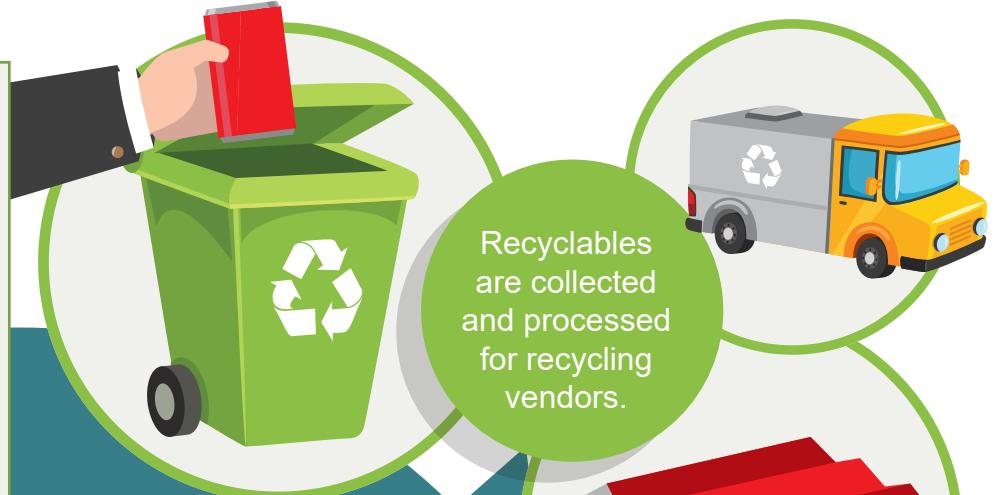 Recyclables
are collected
and processed
for recycling
vendors.